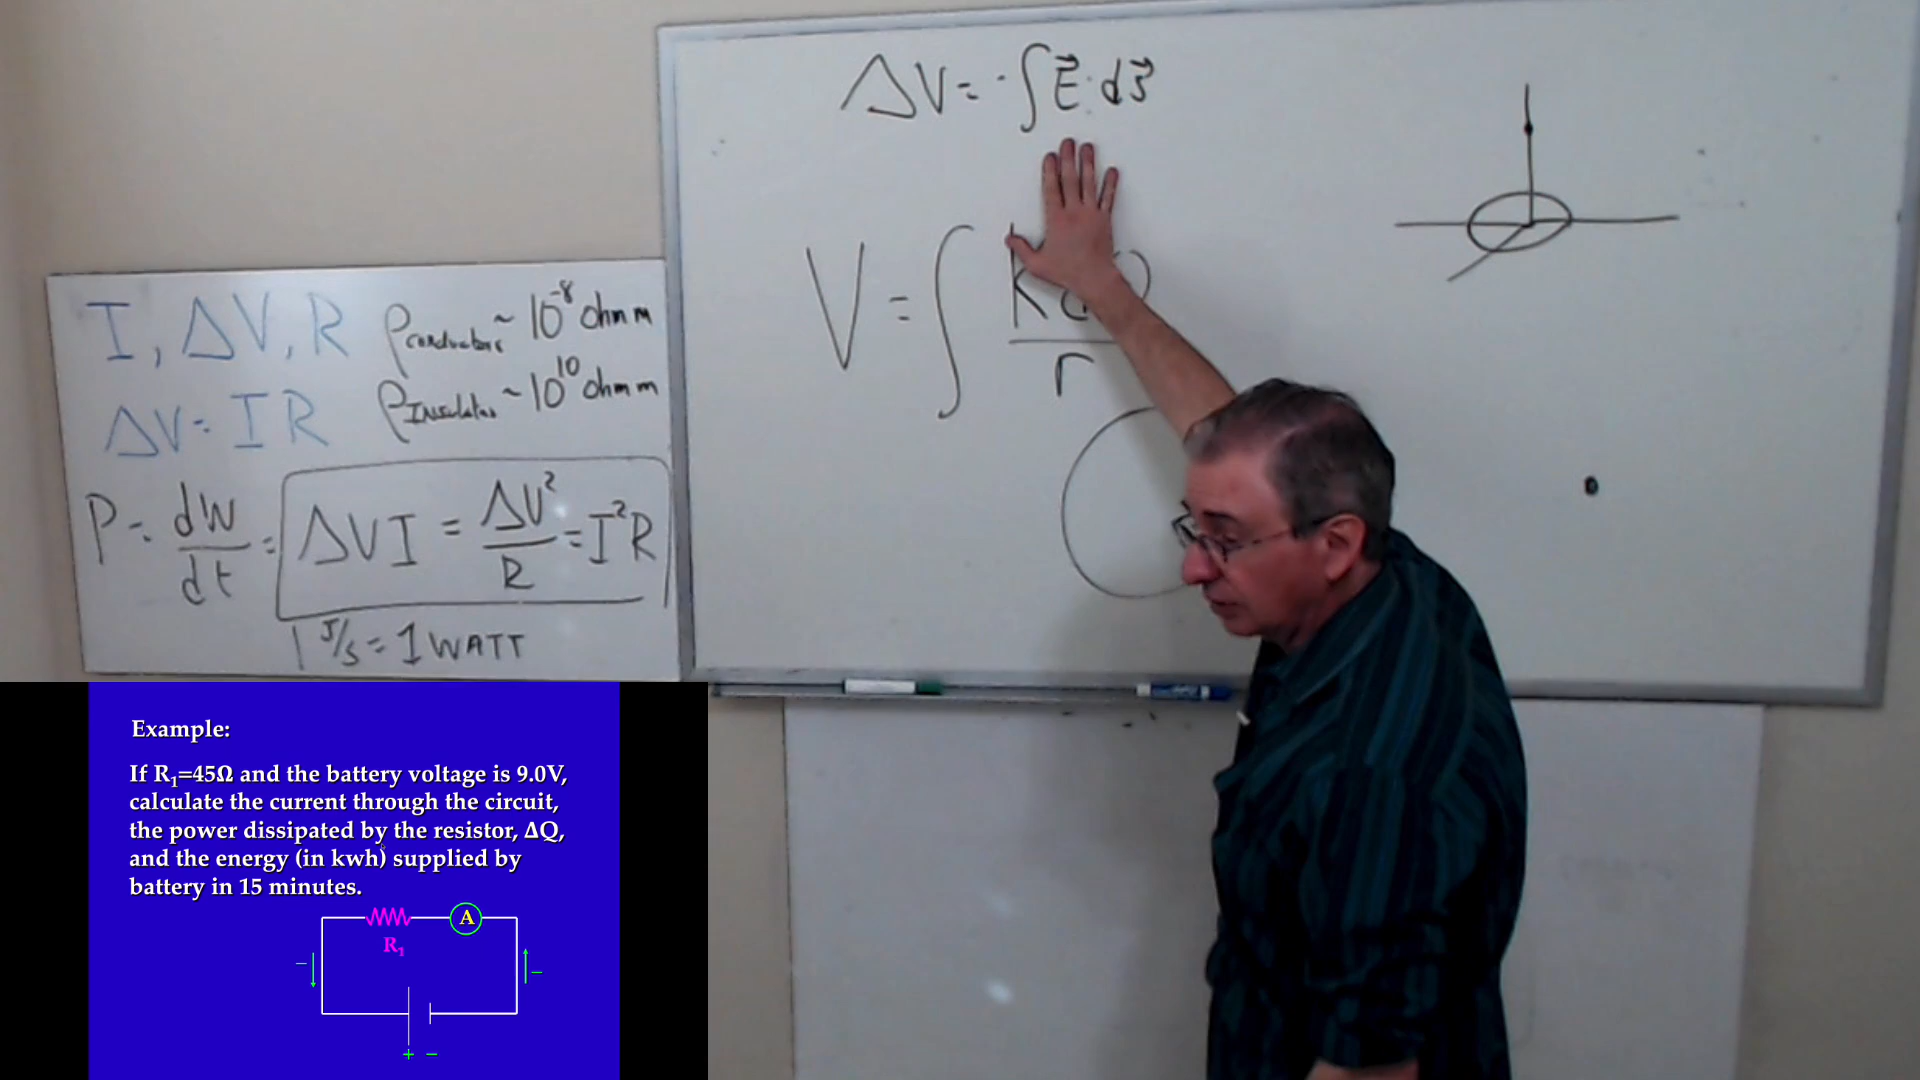 ΔV = -∫E⃗ · ds⃗
V = ∫ k dQ / r
I, ΔV, R
ρconductors ~ 10⁻⁸ ohm m
ΔV = IR
ρInsulator ~ 10¹⁰ ohm m
P = dW/dt = ΔVI = ΔV²/R = I²R
1 J/s = 1 WATT
Example:
If R₁=45Ω and the battery voltage is 9.0V,
calculate the current through the circuit,
the power dissipated by the resistor, ΔQ,
and the energy (in kwh) supplied by
battery in 15 minutes.
A
R₁
−
−
+ −